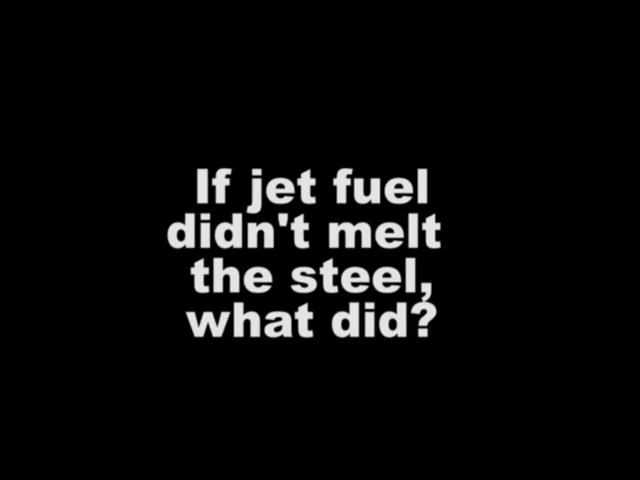 If jet fuel
didn't melt
the steel,
what did?